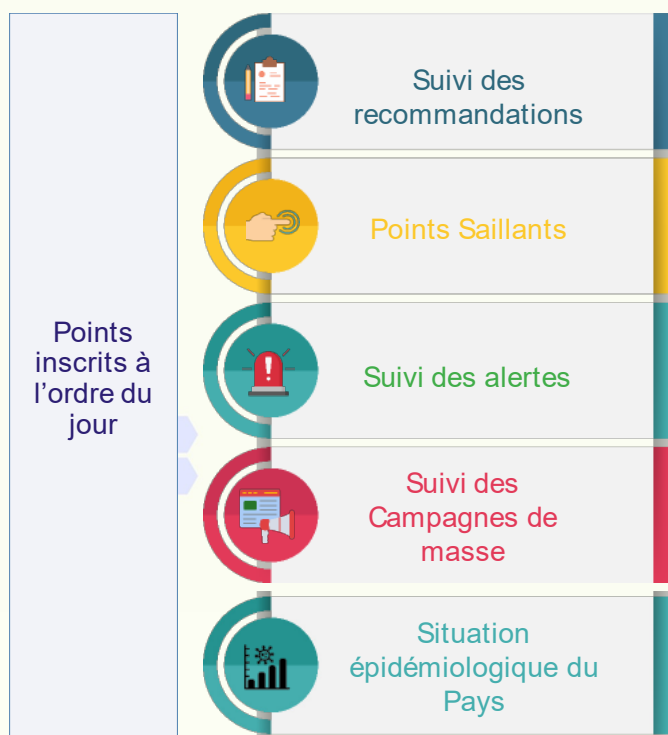 Points
inscrits à
l’ordre du
jour
Suivi des
recommandations
Points Saillants
Suivi des alertes
Suivi des
Campagnes de
masse
Situation
épidémiologique du
Pays